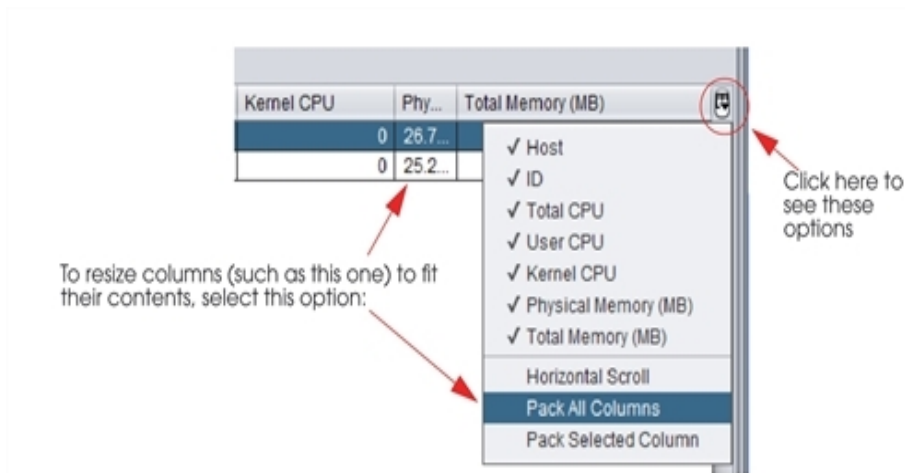 Kernel CPU Phy... Total Memory (MB)
0 26.7...
0 25.2...
✓ Host
✓ ID
✓ Total CPU
✓ User CPU
✓ Kernel CPU
✓ Physical Memory (MB)
✓ Total Memory (MB)
Horizontal Scroll
Pack All Columns
Pack Selected Column
Click here to
see these
options
To resize columns (such as this one) to fit
their contents, select this option: